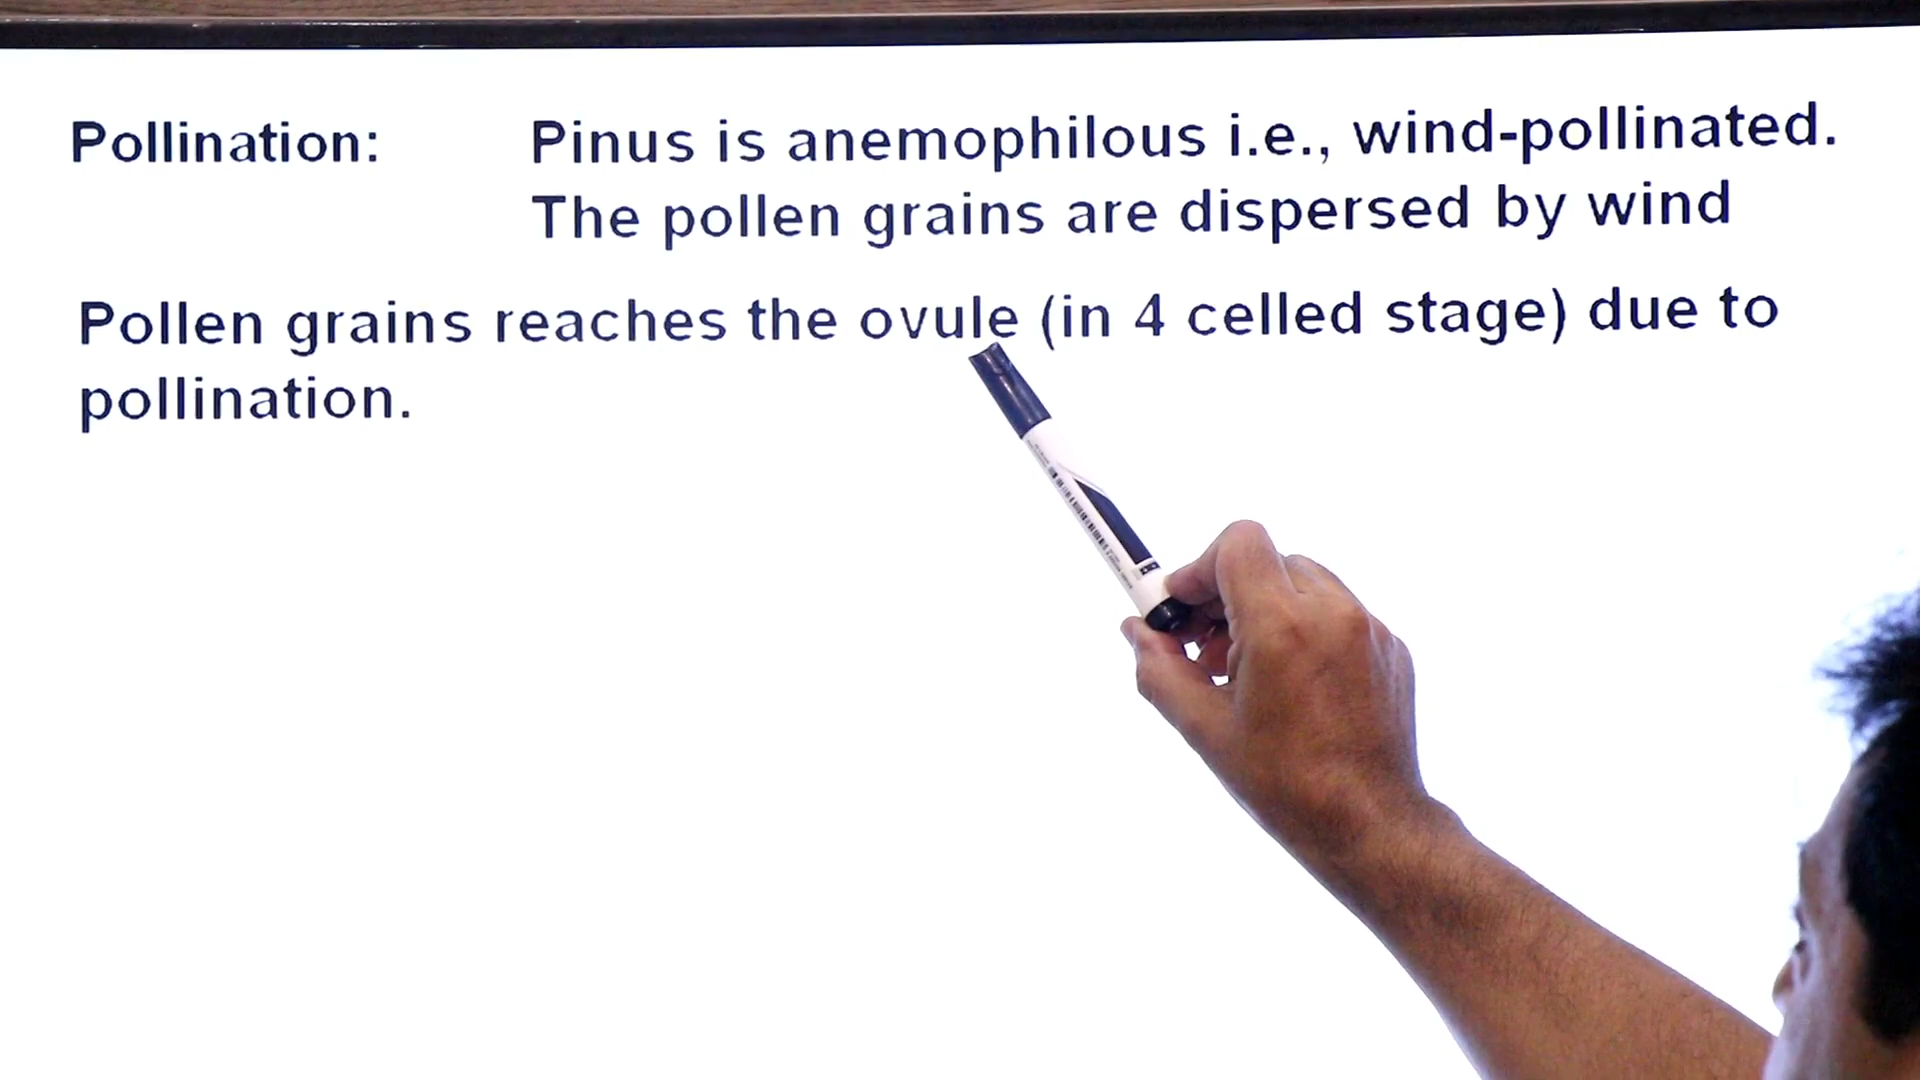 Pollination: Pinus is anemophilous i.e., wind-pollinated.
The pollen grains are dispersed by wind
Pollen grains reaches the ovule (in 4 celled stage) due to
pollination.